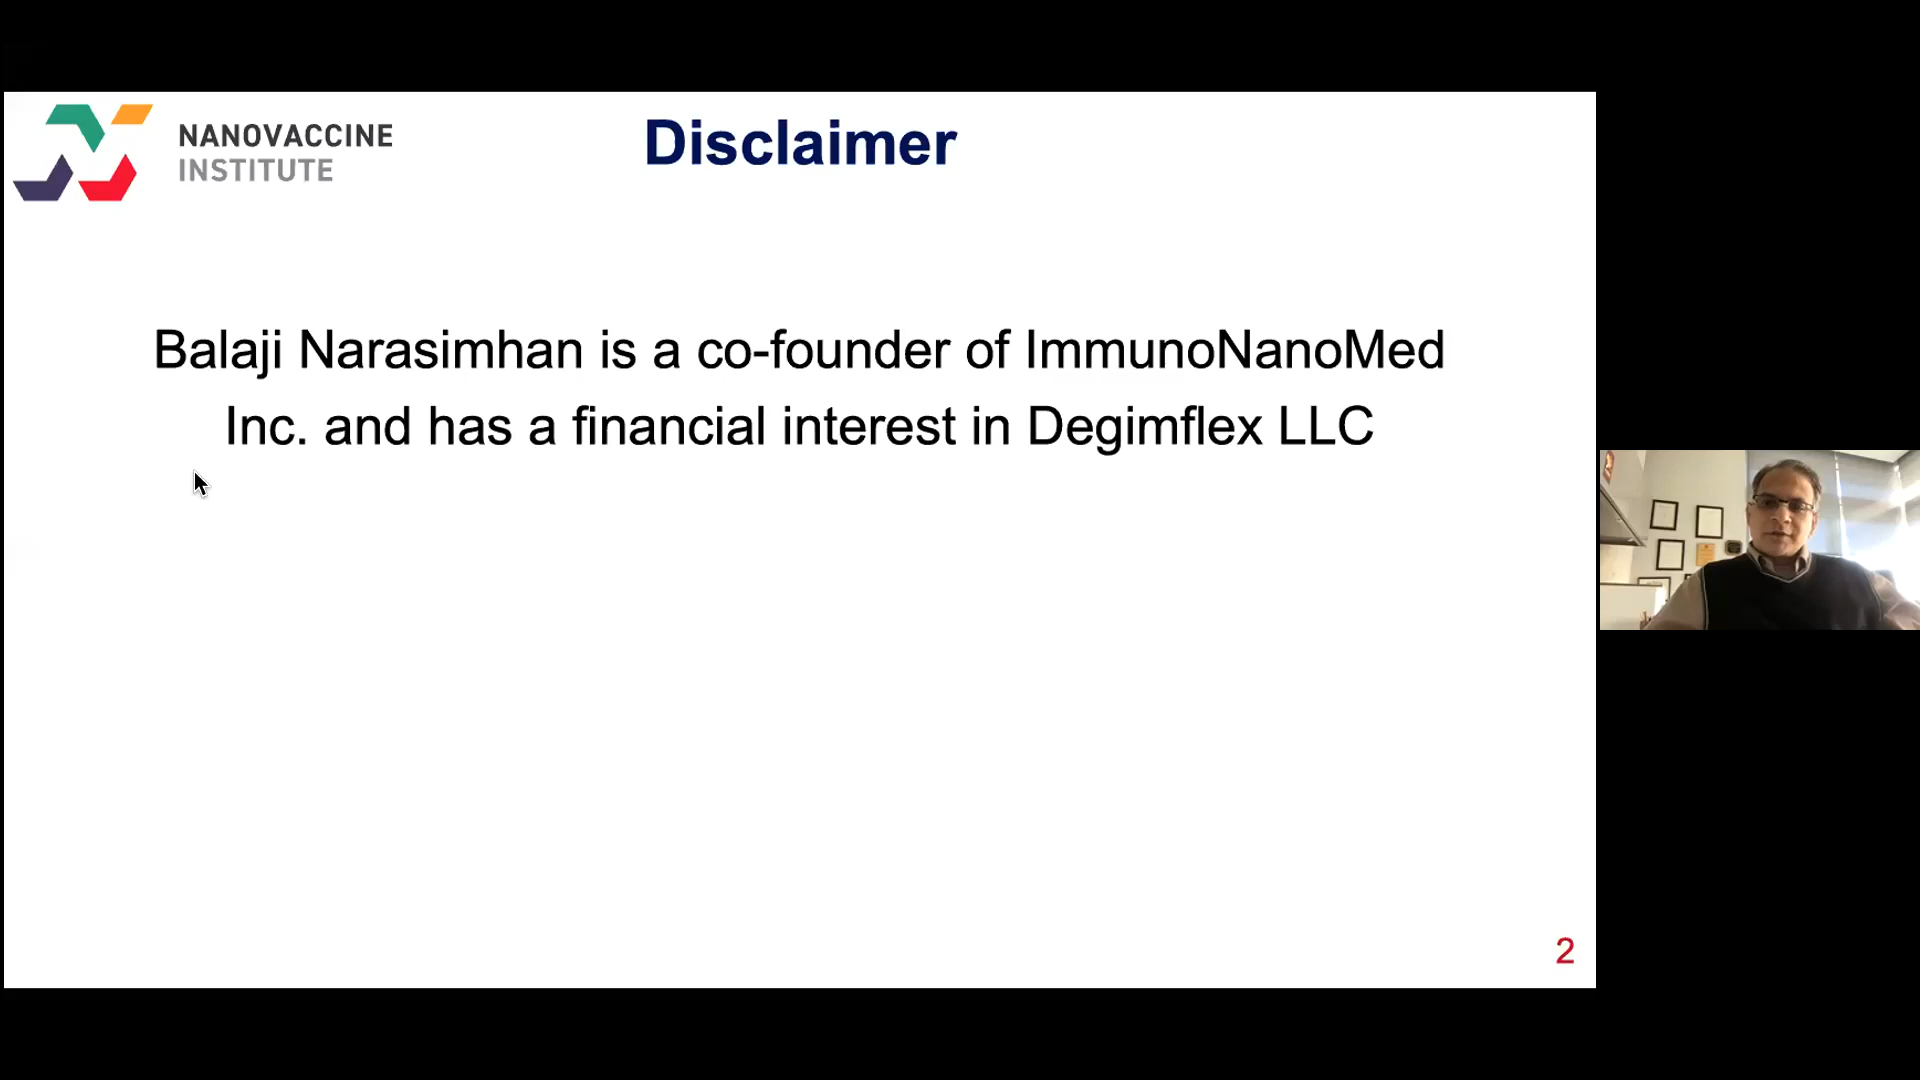 NANOVACCINE
INSTITUTE
Disclaimer
Balaji Narasimhan is a co-founder of ImmunoNanoMed
Inc. and has a financial interest in Degimflex LLC
2